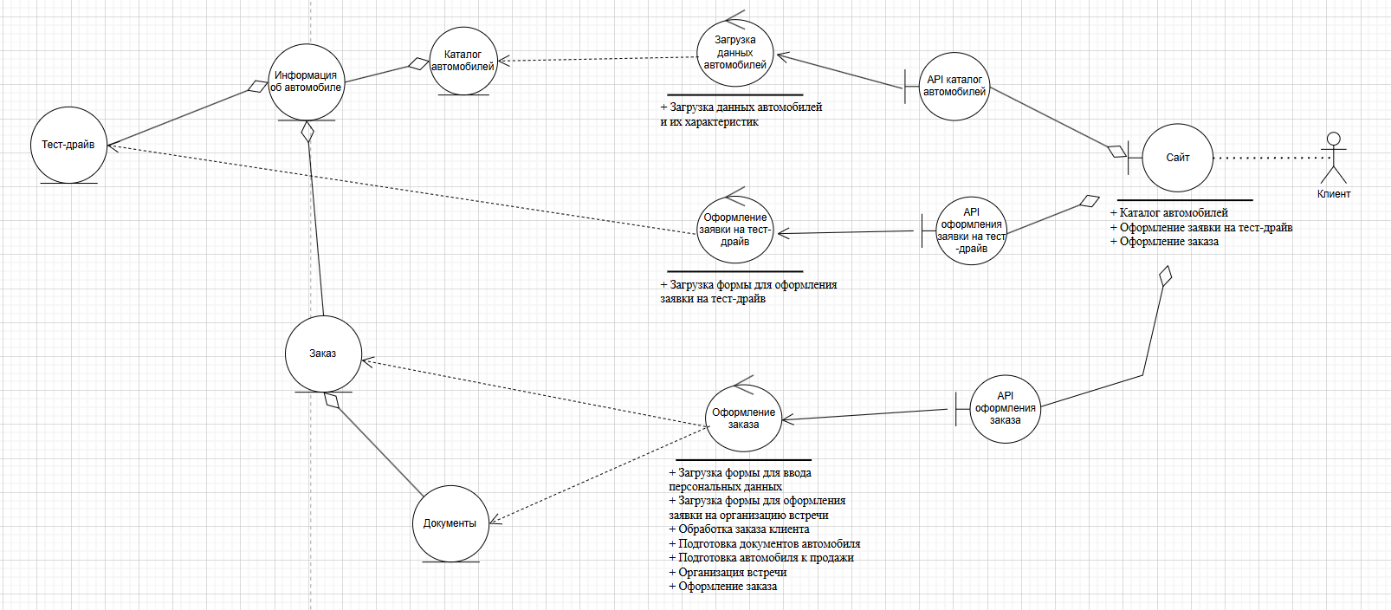 Загрузка
данных
автомобилей
Каталог
автомобилей
Информация
об автомобиле
API каталог
автомобилей
+ Загрузка данных автомобилей
и их характеристик
Тест-драйв
Сайт
Клиент
Оформление
заявки на тест-
драйв
API
оформления
заявки на тест
-драйв
+ Каталог автомобилей
+ Оформление заявки на тест-драйв
+ Оформление заказа
+ Загрузка формы для оформления
заявки на тест-драйв
Заказ
Оформление
заказа
API
оформления
заказа
+ Загрузка формы для ввода
персональных данных
+ Загрузка формы для оформления
заявки на организацию встречи
+ Обработка заказа клиента
+ Подготовка документов автомобиля
+ Подготовка автомобиля к продажи
+ Организация встречи
+ Оформление заказа
Документы